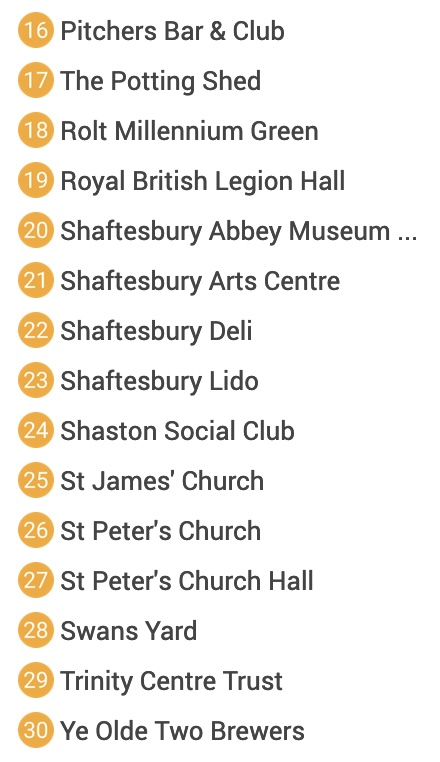 16 Pitchers Bar & Club
17 The Potting Shed
18 Rolt Millennium Green
19 Royal British Legion Hall
20 Shaftesbury Abbey Museum ...
21 Shaftesbury Arts Centre
22 Shaftesbury Deli
23 Shaftesbury Lido
24 Shaston Social Club
25 St James' Church
26 St Peter's Church
27 St Peter's Church Hall
28 Swans Yard
29 Trinity Centre Trust
30 Ye Olde Two Brewers